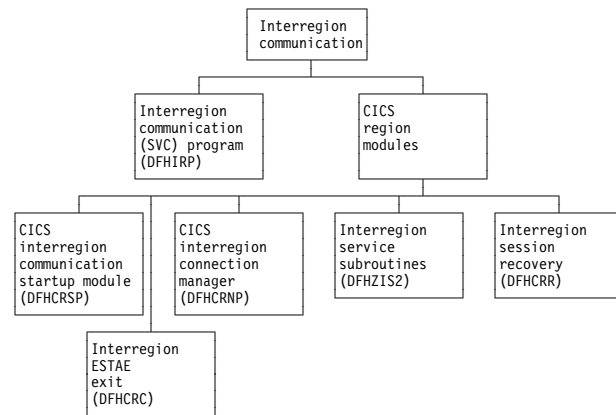 Interregion
communication
Interregion
communication
(SVC) program
(DFHIRP)
CICS
region
modules
CICS
interregion
communication
startup module
(DFHCRSP)
CICS
interregion
connection
manager
(DFHCRNP)
Interregion
service
subroutines
(DFHZIS2)
Interregion
session
recovery
(DFHCRR)
Interregion
ESTAE
exit
(DFHCRC)